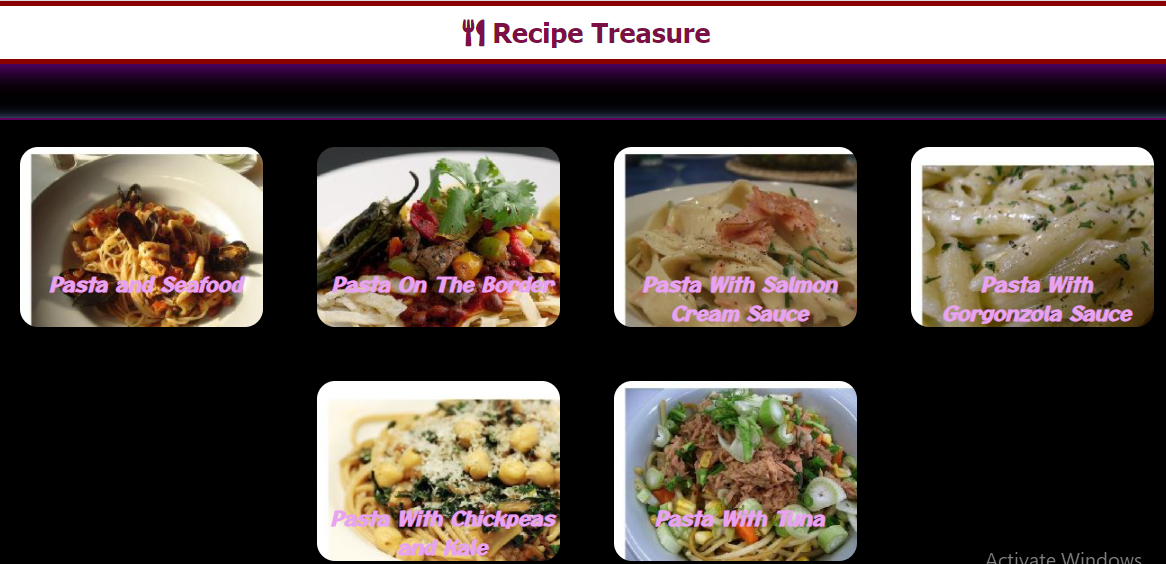 Recipe Treasure
Pasta and Seafood
Pasta On The Border
Pasta With Salmon
Cream Sauce
Pasta With
Gorgonzola Sauce
Pasta With Chickpeas
and Kale
Pasta With Tuna
Activate Windows